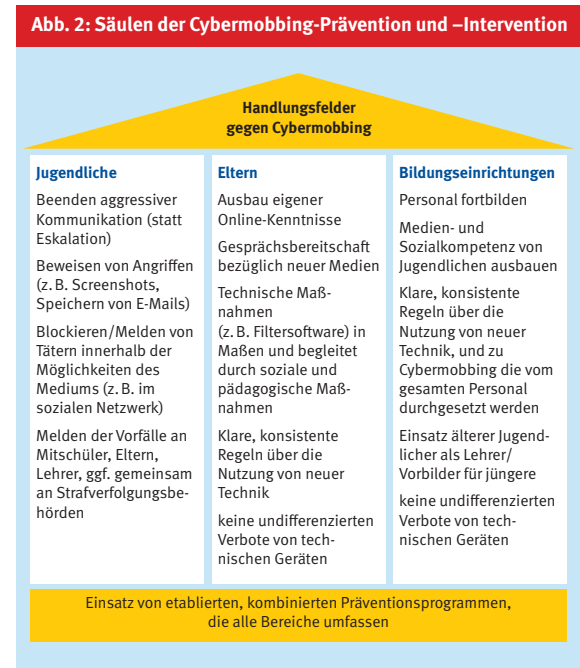 Abb. 2: Säulen der Cybermobbing-Prävention und –Intervention
Handlungsfelder
gegen Cybermobbing
Jugendliche
Beenden aggressiver
Kommunikation (statt
Eskalation)
Beweisen von Angriffen
(z. B. Screenshots,
Speichern von E-Mails)
Blockieren/Melden von
Tätern innerhalb der
Möglichkeiten des
Mediums (z. B. im
sozialen Netzwerk)
Melden der Vorfälle an
Mitschüler, Eltern,
Lehrer, ggf. gemeinsam
an Strafverfolgungsbe-
hörden
Eltern
Ausbau eigener
Online-Kenntnisse
Gesprächsbereitschaft
bezüglich neuer Medien
Technische Maß-
nahmen
(z. B. Filtersoftware) in
Maßen und begleitet
durch soziale und
pädagogische Maß-
nahmen
Klare, konsistente
Regeln über die
Nutzung von neuer
Technik
keine undifferenzierten
Verbote von tech-
nischen Geräten
Bildungseinrichtungen
Personal fortbilden
Medien- und
Sozialkompetenz von
Jugendlichen ausbauen
Klare, konsistente
Regeln über die
Nutzung von neuer
Technik, und zu
Cybermobbing die vom
gesamten Personal
durchgesetzt werden
Einsatz älterer Jugend-
licher als Lehrer/
Vorbilder für jüngere
keine undifferenzierten
Verbote von tech-
nischen Geräten
Einsatz von etablierten, kombinierten Präventionsprogrammen,
die alle Bereiche umfassen